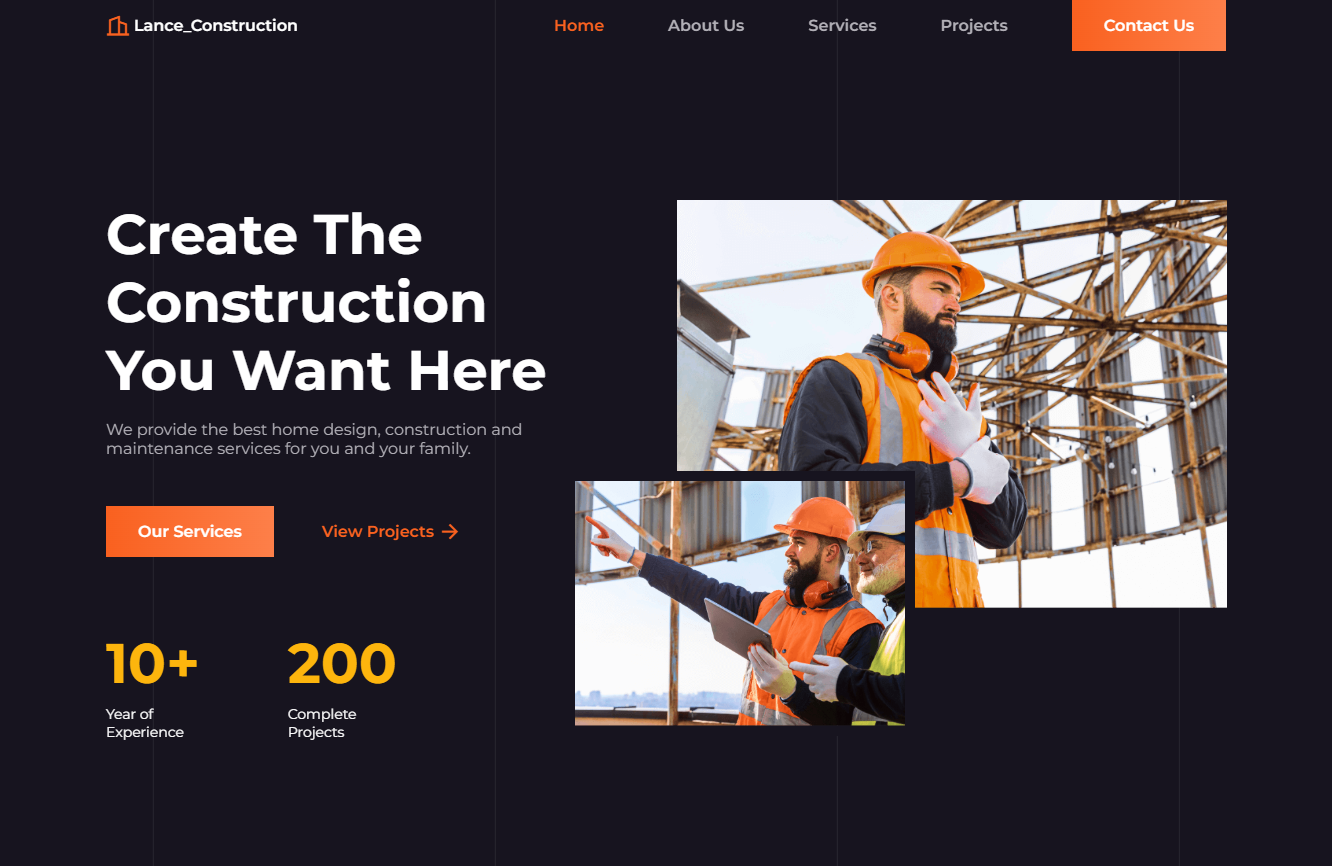 Lance_Construction
Home
About Us
Services
Projects
Contact Us
Create The
Construction
You Want Here
We provide the best home design, construction and
maintenance services for you and your family.
Our Services
View Projects →
10+
200
Year of
Experience
Complete
Projects